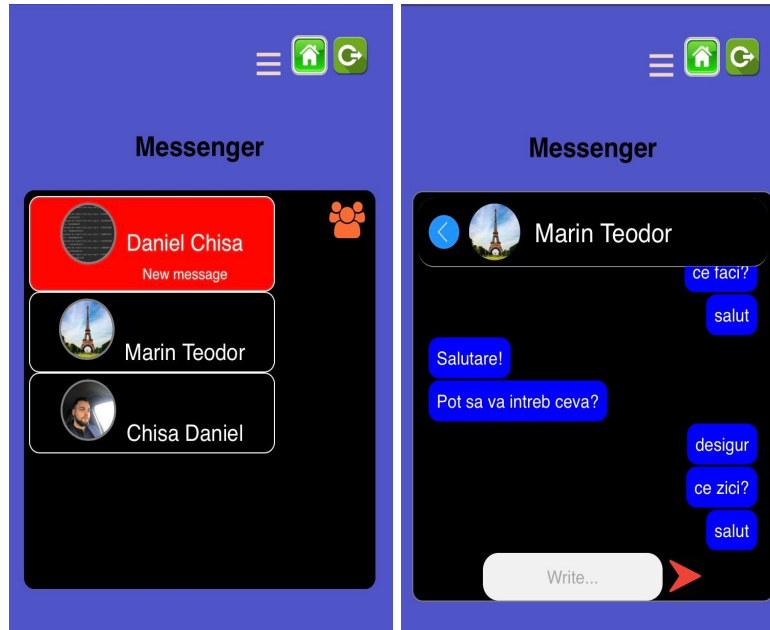 Messenger
Daniel Chisa
New message
Marin Teodor
Chisa Daniel
Messenger
Marin Teodor
ce faci?
salut
Salutare!
Pot sa va intreb ceva?
desigur
ce zici?
salut
Write...